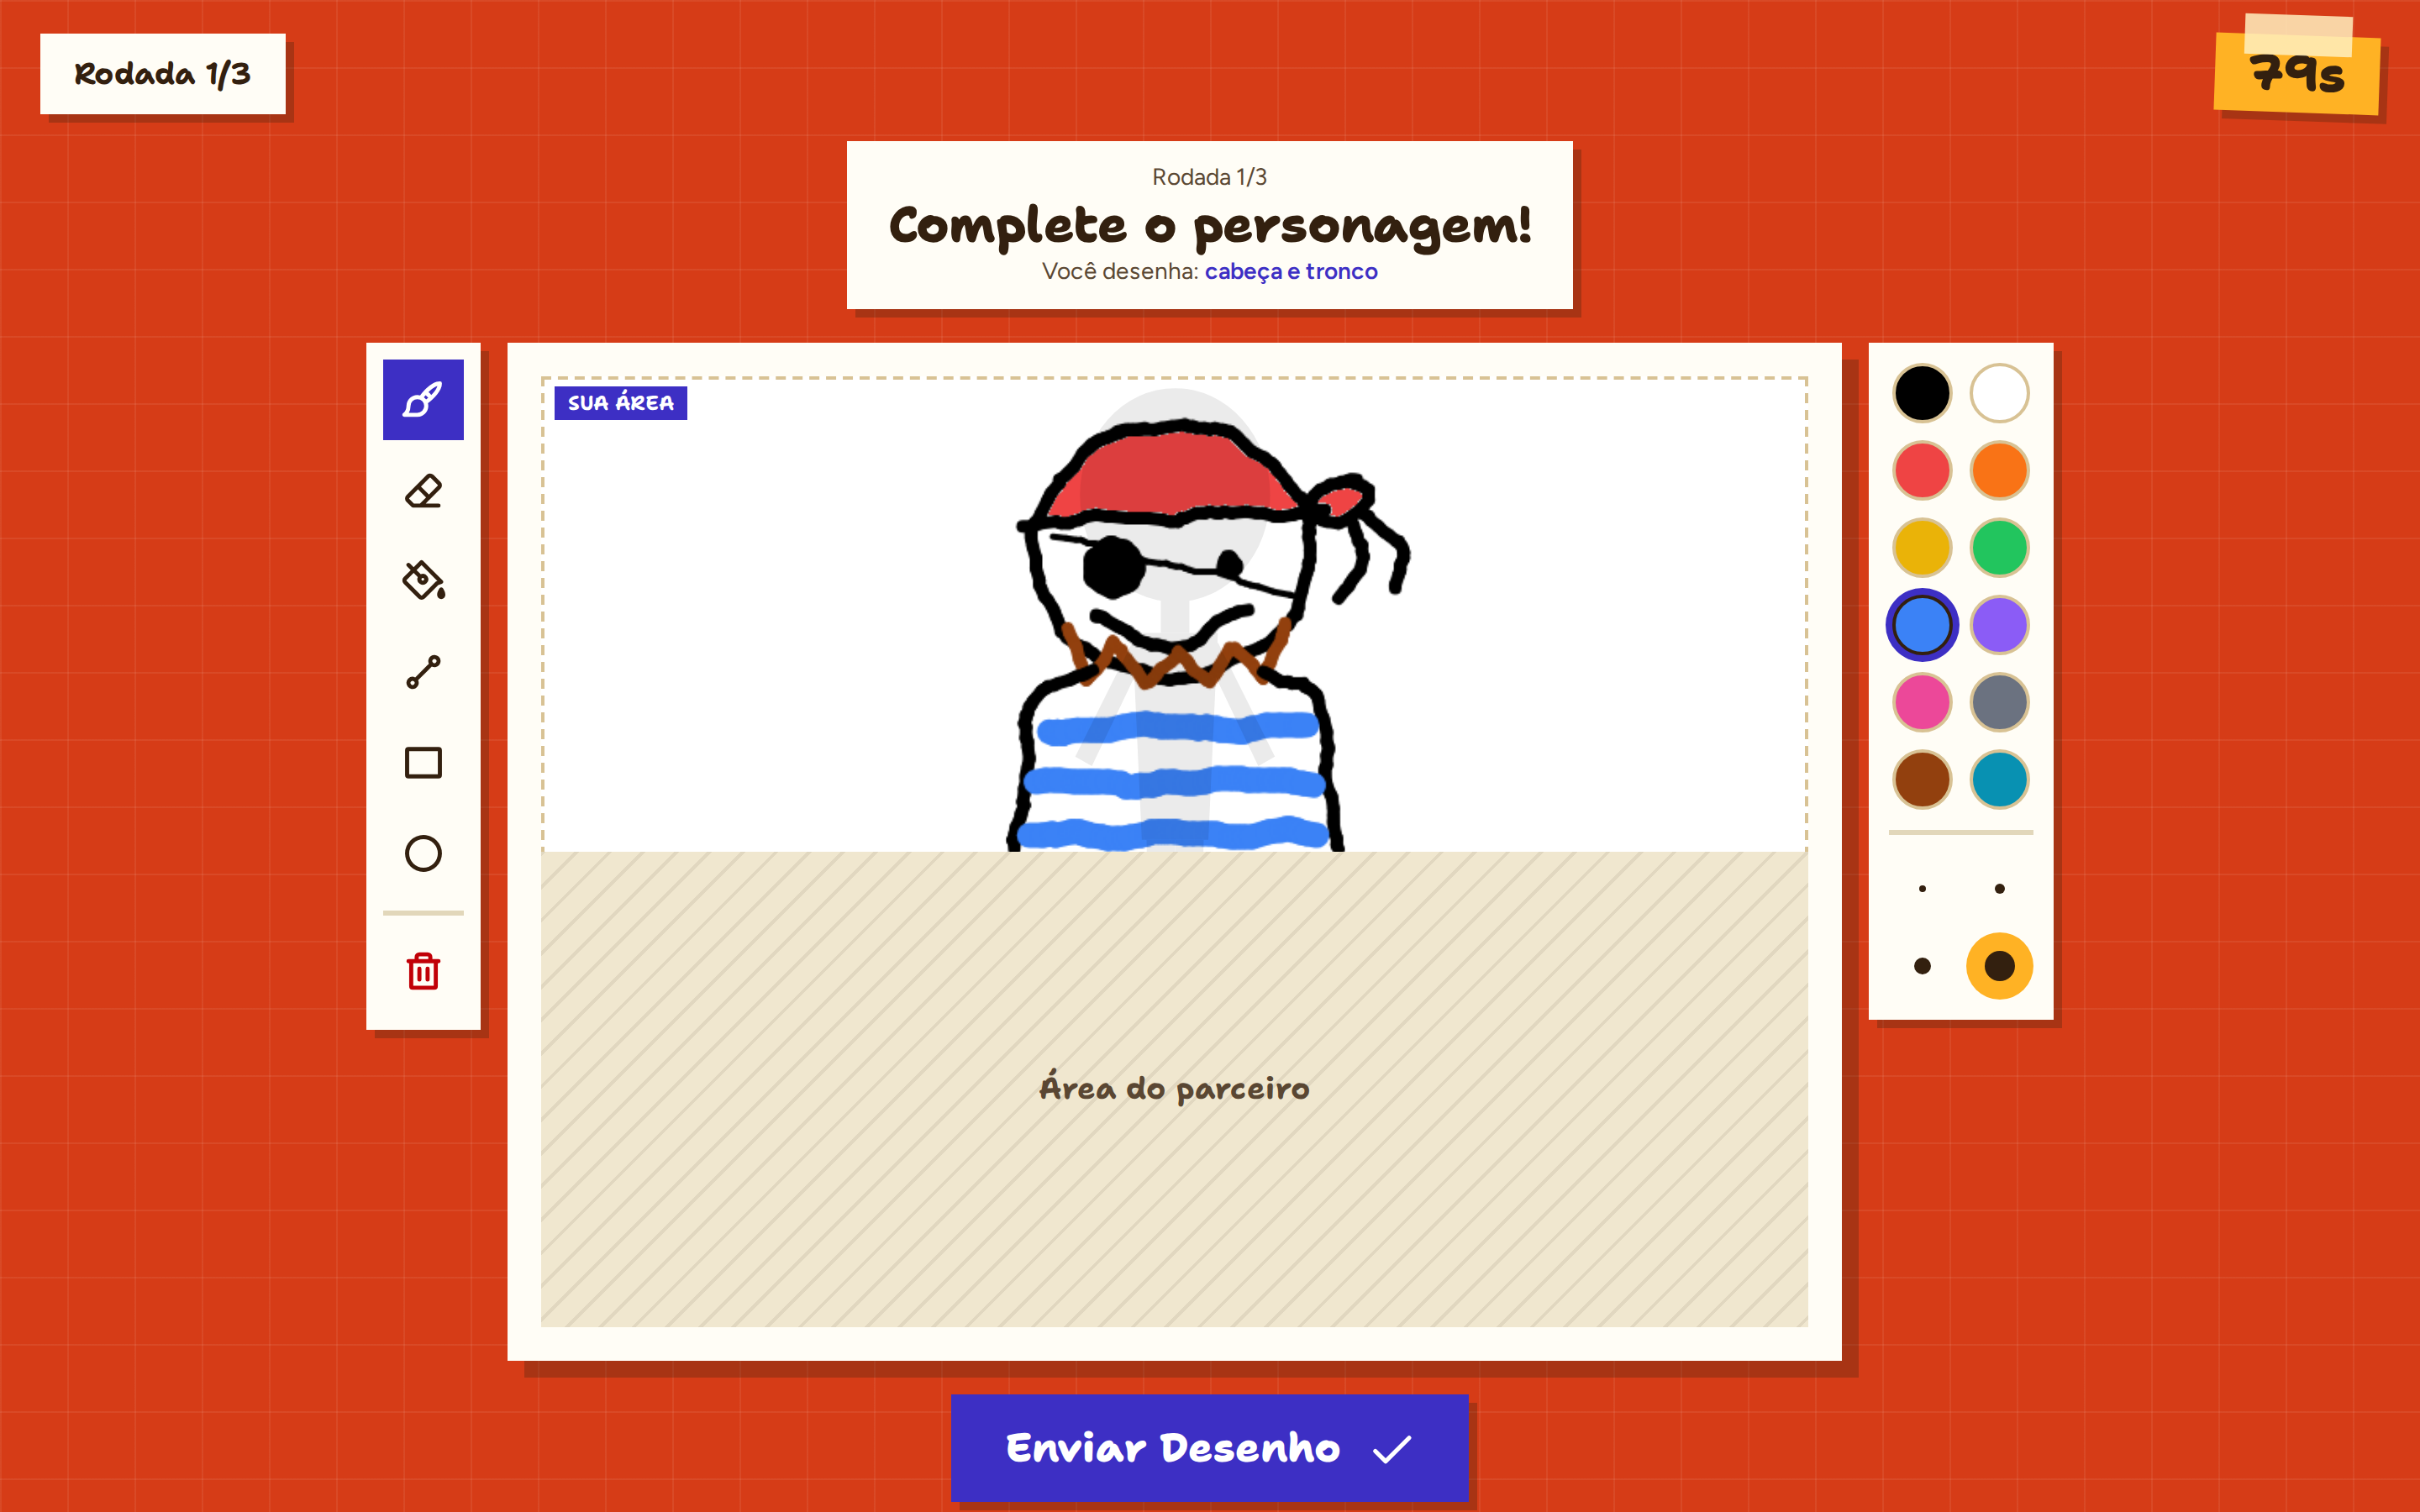 Rodada 1/3
79s
Rodada 1/3
Complete o personagem!
Você desenha: cabeça e tronco
SUA ÁREA
Área do parceiro
Enviar Desenho